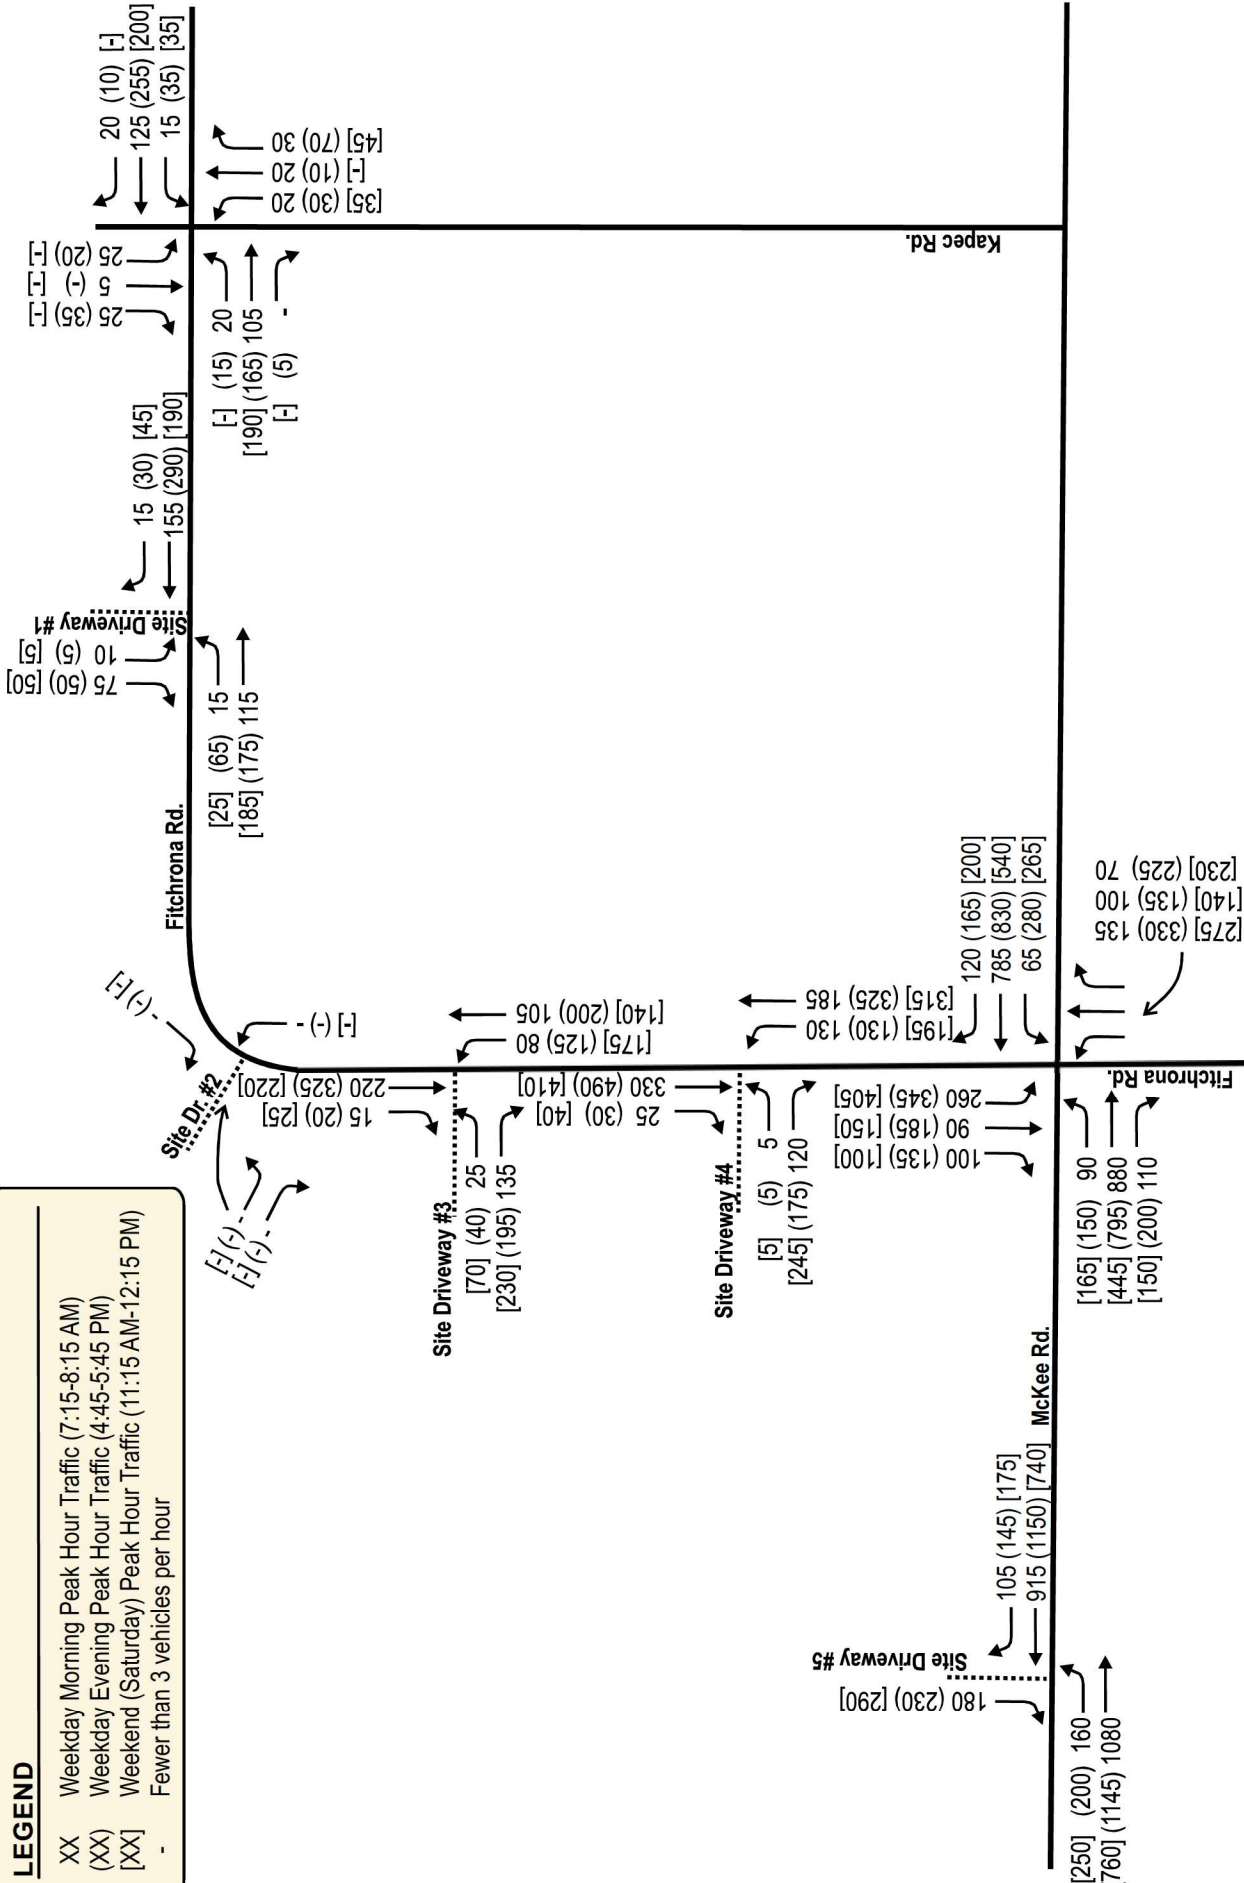 LEGEND
XX Weekday Morning Peak Hour Traffic (7:15-8:15 AM)
(XX) Weekday Evening Peak Hour Traffic (4:45-5:45 PM)
[XX] Weekend (Saturday) Peak Hour Traffic (11:15 AM-12:15 PM)
- Fewer than 3 vehicles per hour
20 (10) [-]
125 (255) [200]
15 (35) [35]
25 (20) [-]
5 (-) [-]
25 (35) [-]
[45] (70) 30
[-] (10) 20
[35] (30) 20
[-] (15) 20
[190] (165) 105
[-] (5) -
Kapec Rd.
15 (30) [45]
155 (290) [190]
Site Driveway #1
10 (5) [5]
75 (50) [50]
[25] (65) 15
[185] (175) 115
Fitchrona Rd.
- (-) [-]
[-] (-) -
Site Dr. #2
[-] (-) -
[-] (-) -
220 (325) [220]
15 (20) [25]
[140] (200) 105
[175] (125) 80
Site Driveway #3
[70] (40) 25
[230] (195) 135
330 (490) [410]
25 (30) [40]
[315] (325) 185
[195] (130) 130
Site Driveway #4
[5] (5) 5
[245] (175) 120
260 (345) [405]
90 (185) [150]
100 (135) [100]
120 (165) [200]
785 (830) [540]
65 (280) [265]
[230] (225) 70
[140] (135) 100
[275] (330) 135
Fitchrona Rd.
[165] (150) 90
[445] (795) 880
[150] (200) 110
McKee Rd.
105 (145) [175]
915 (1150) [740]
Site Driveway #5
180 (230) [290]
[250] (200) 160
760] (1145) 1080